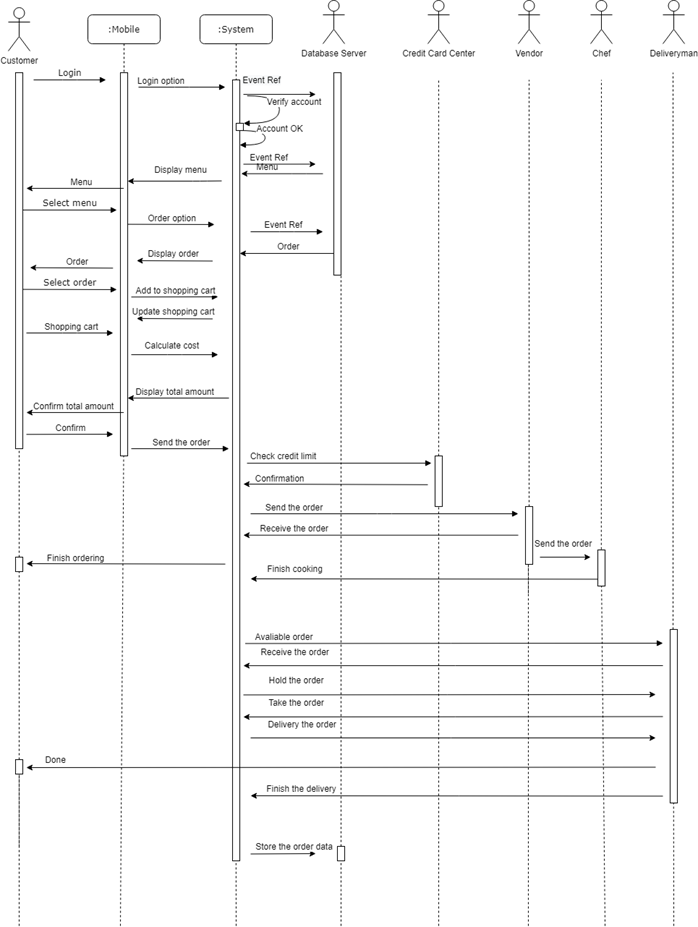 :Mobile
:System
Customer
Database Server
Credit Card Center
Vendor
Chef
Deliveryman
Login
Login option
Event Ref
Verify account
Account OK
Event Ref
Menu
Display menu
Menu
Select menu
Order option
Event Ref
Order
Display order
Order
Select order
Add to shopping cart
Update shopping cart
Shopping cart
Calculate cost
Display total amount
Confirm total amount
Confirm
Send the order
Check credit limit
Confirmation
Send the order
Receive the order
Send the order
Finish ordering
Finish cooking
Avaliable order
Receive the order
Hold the order
Take the order
Delivery the order
Done
Finish the delivery
Store the order data